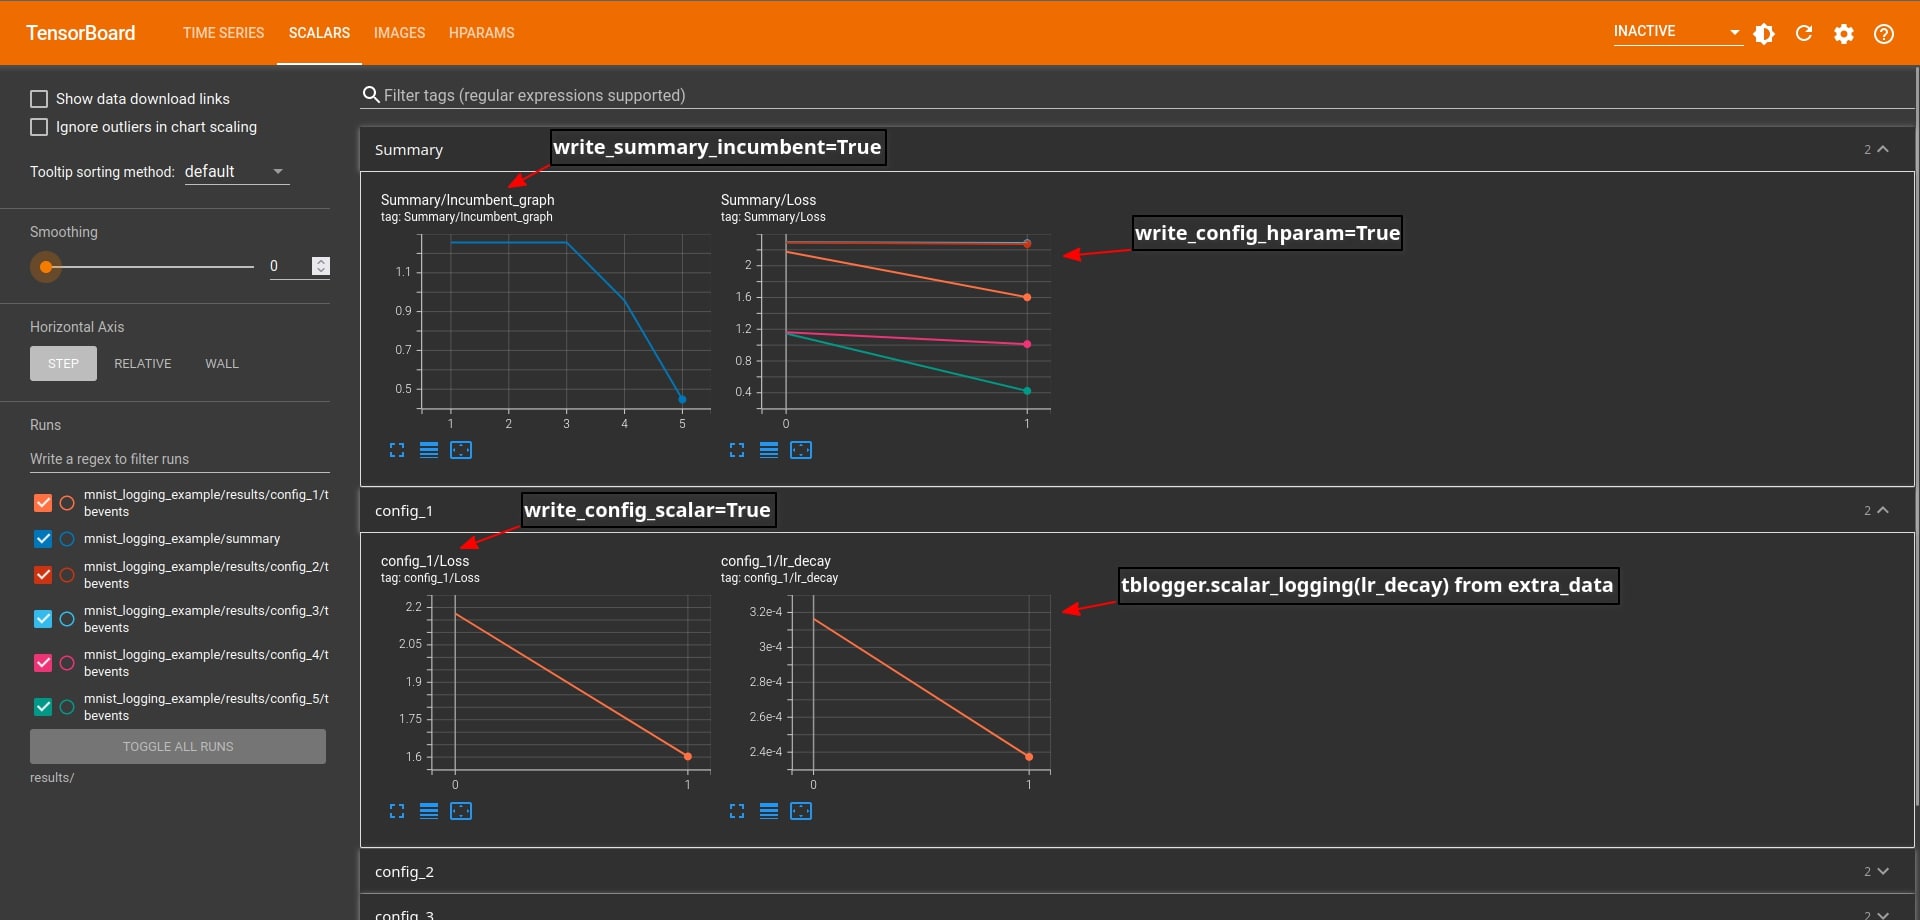 TensorBoard
TIME SERIES
SCALARS
IMAGES
HPARAMS
INACTIVE
Show data download links
Ignore outliers in chart scaling
Tooltip sorting method: default
Smoothing
0
Horizontal Axis
STEP
RELATIVE
WALL
Runs
Write a regex to filter runs
mnist_logging_example/results/config_1/t
bevents
mnist_logging_example/summary
mnist_logging_example/results/config_2/t
bevents
mnist_logging_example/results/config_3/t
bevents
mnist_logging_example/results/config_4/t
bevents
mnist_logging_example/results/config_5/t
bevents
TOGGLE ALL RUNS
results/
Filter tags (regular expressions supported)
Summary
write_summary_incumbent=True
2
Summary/Incumbent_graph
tag: Summary/Incumbent_graph
1.1
0.9
0.7
0.5
1 2 3 4 5
Summary/Loss
tag: Summary/Loss
write_config_hparam=True
2
1.6
1.2
0.8
0.4
0 1
config_1
write_config_scalar=True
2
config_1/Loss
tag: config_1/Loss
2.2
2.05
1.9
1.75
1.6
0 1
config_1/lr_decay
tag: config_1/lr_decay
tblogger.scalar_logging(lr_decay) from extra_data
3.2e-4
3e-4
2.8e-4
2.6e-4
2.4e-4
0 1
config_2
2
config_3
2